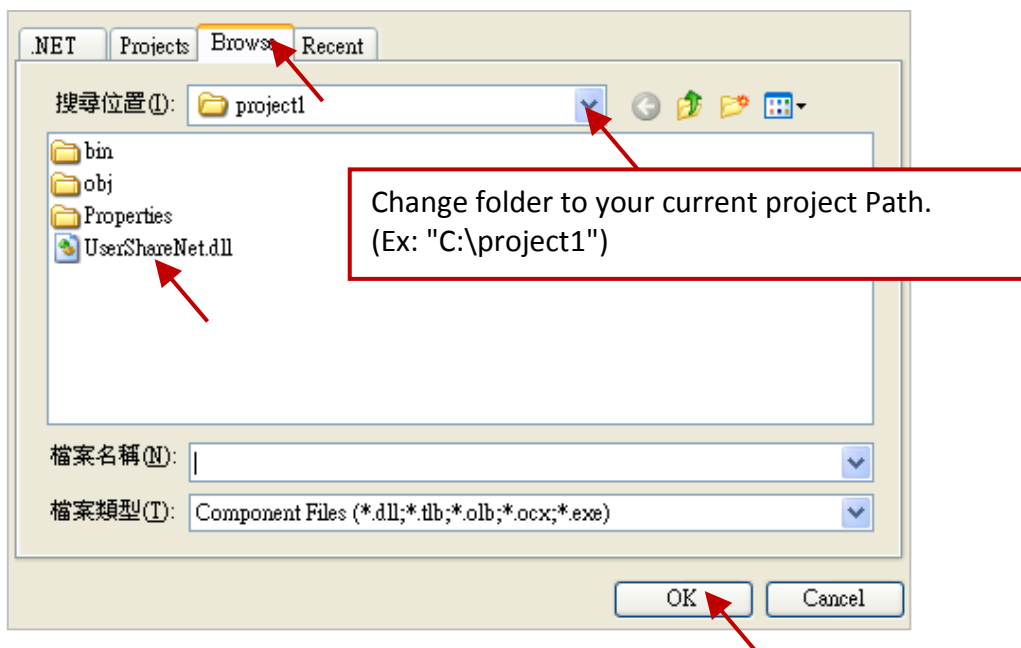 .NET Projects Browse Recent
搜尋位置(I): project1
bin
obj
Properties
UserShareNet.dll
Change folder to your current project Path.
(Ex: "C:\project1")
檔案名稱(N):
檔案類型(T): Component Files (*.dll;*.tlb;*.olb;*.ocx;*.exe)
OK Cancel